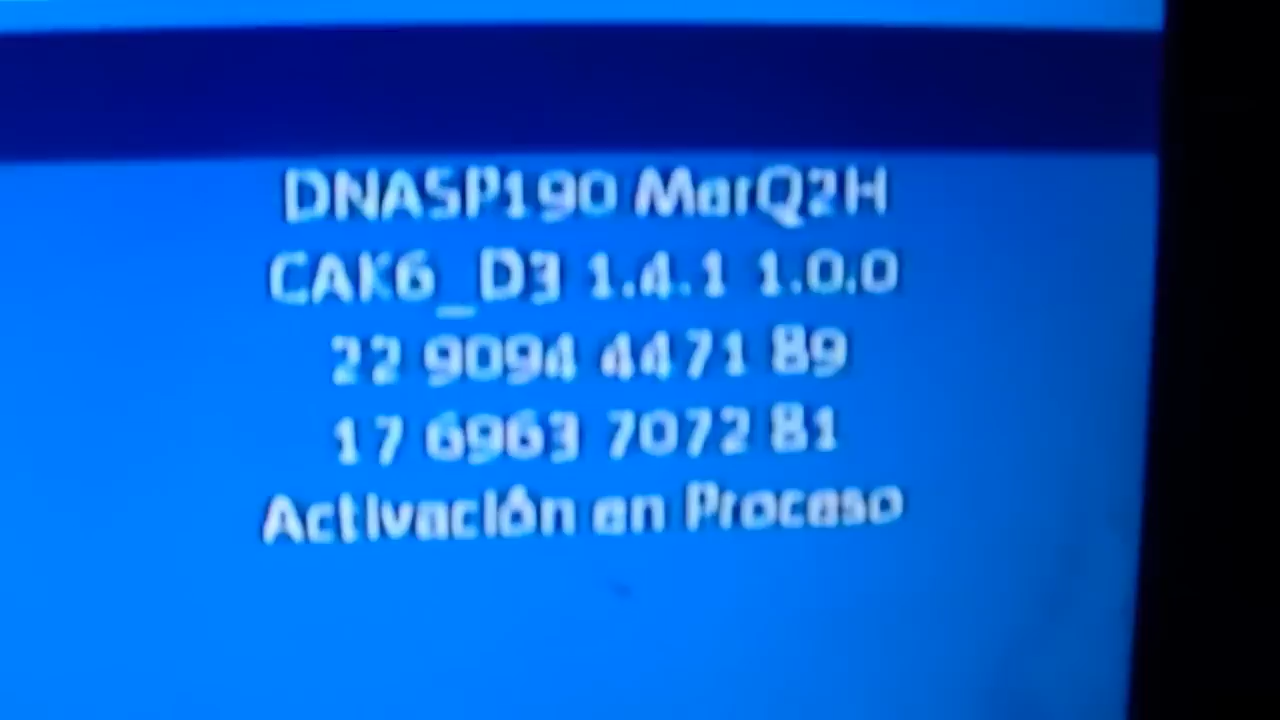 DNASP190 MarQ2H
CAK6_D3 1.4.1 1.0.0
22 9094 4471 89
17 6963 7072 81
Activación en Proceso